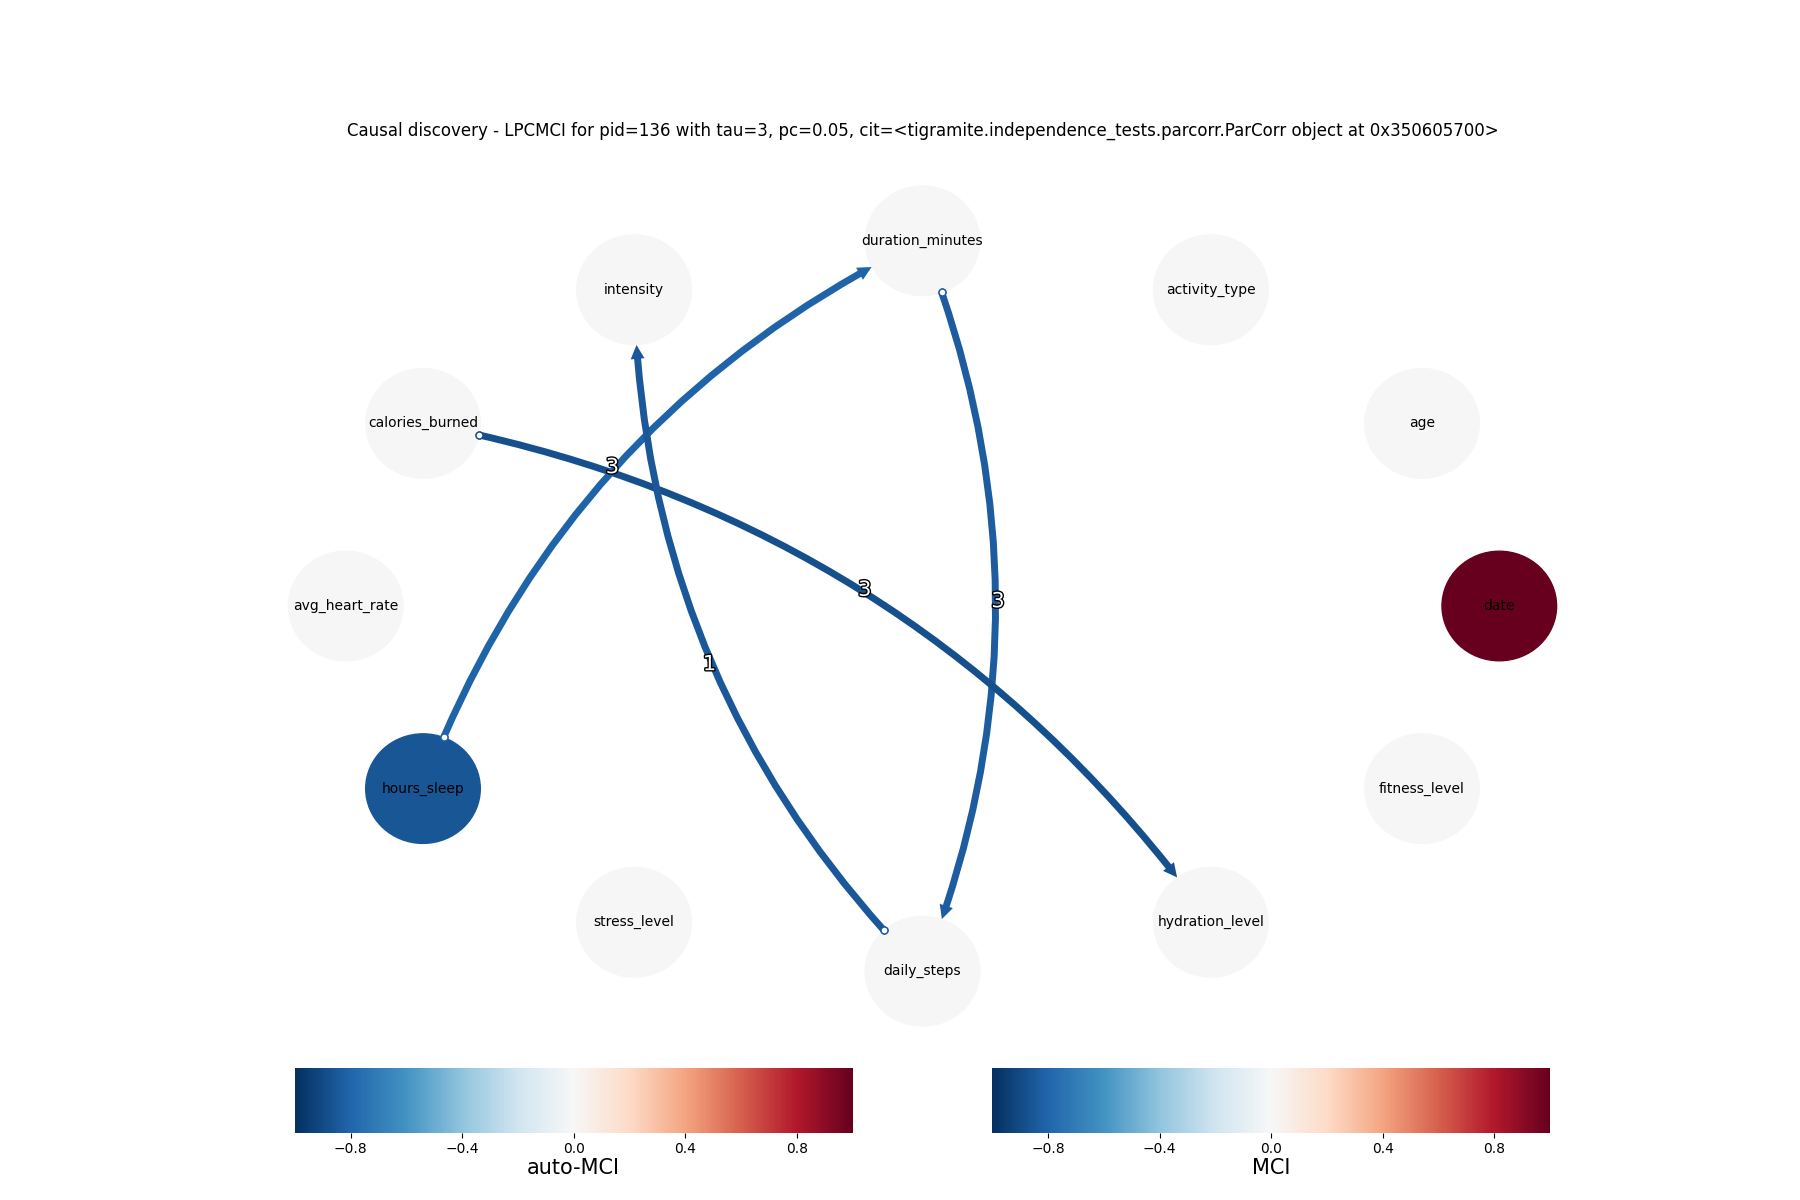 Causal discovery - LPCMCI for pid=136 with tau=3, pc=0.05, cit=<tigramite.independence_tests.parcorr.ParCorr object at 0x350605700>
duration_minutes
intensity
activity_type
calories_burned
age
3
3
3
avg_heart_rate
date
1
hours_sleep
fitness_level
stress_level
hydration_level
daily_steps
−0.8 −0.4 0.0 0.4 0.8
auto-MCI
−0.8 −0.4 0.0 0.4 0.8
MCI